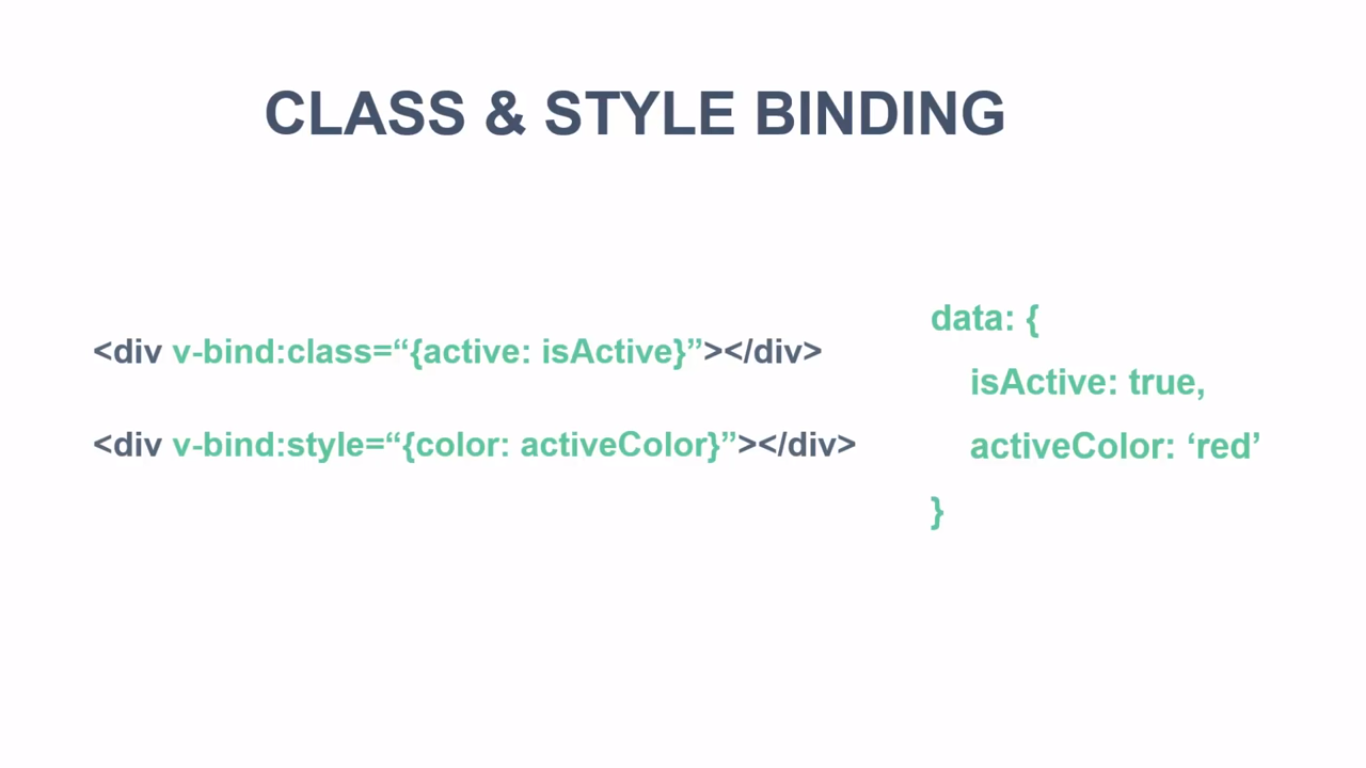 CLASS & STYLE BINDING
<div v-bind:class=“{active: isActive}”></div>
<div v-bind:style=“{color: activeColor}”></div>
data: {
isActive: true,
activeColor: ‘red’
}